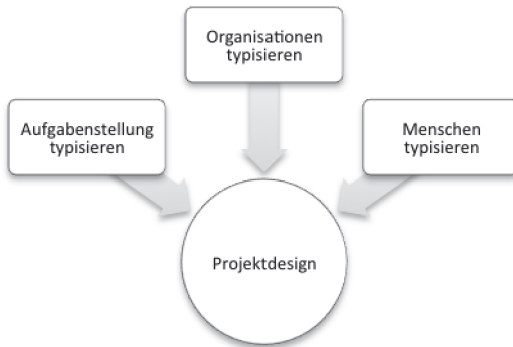 Organisationen
typisieren
Aufgabenstellung
typisieren
Menschen
typisieren
Projektdesign